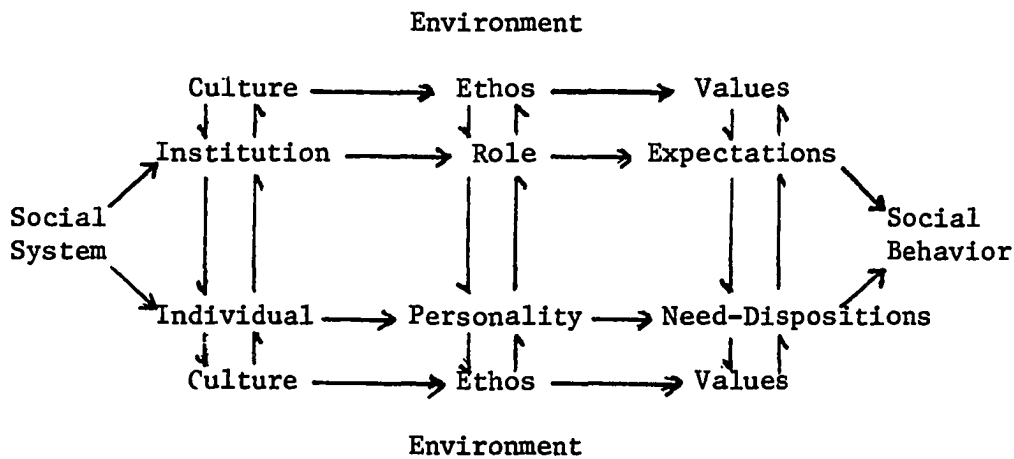 Environment
Culture Ethos Values
Institution Role Expectations
Social
System
Social
Behavior
Individual Personality Need-Dispositions
Culture Ethos Values
Environment